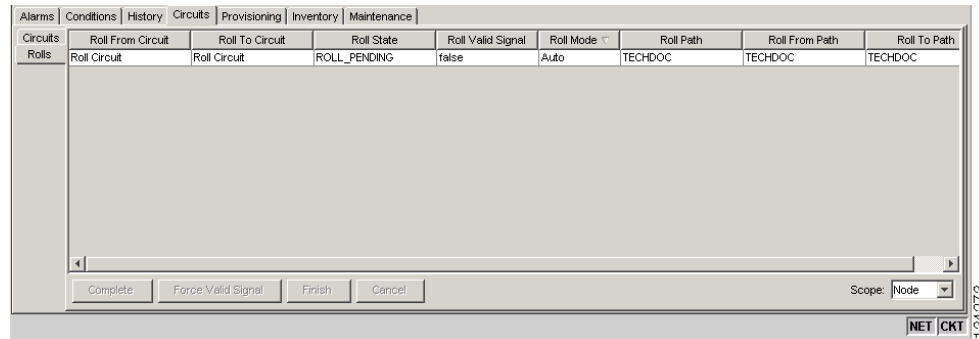 Alarms Conditions History Circuits Provisioning Inventory Maintenance
Circuits
Rolls
Roll From Circuit Roll To Circuit Roll State Roll Valid Signal Roll Mode Roll Path Roll From Path Roll To Path
Roll Circuit Roll Circuit ROLL_PENDING false Auto TECHDOC TECHDOC TECHDOC
Complete Force Valid Signal Finish Cancel Scope: Node
NET CKT